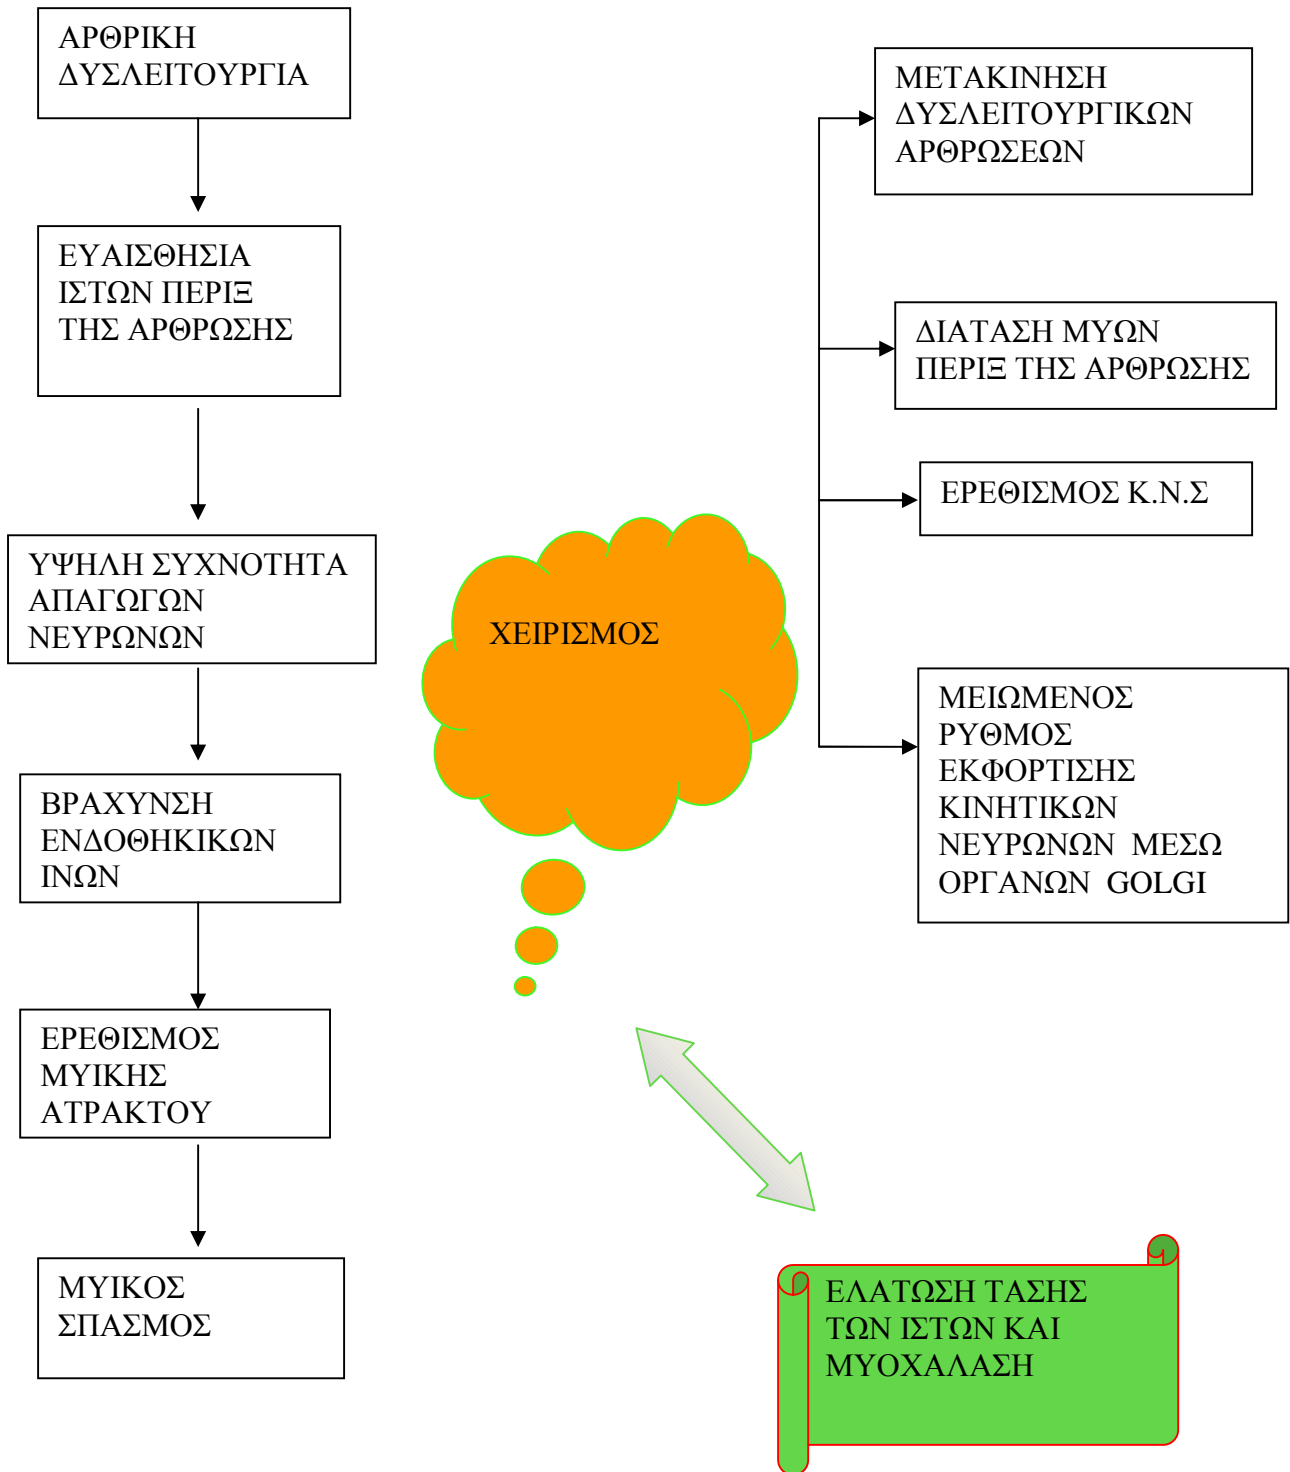 ΑΡΘΡΙΚΗ
ΔΥΣΛΕΙΤΟΥΡΓΙΑ
ΕΥΑΙΣΘΗΣΙΑ
ΙΣΤΩΝ ΠΕΡΙΞ
ΤΗΣ ΑΡΘΡΩΣΗΣ
ΥΨΗΛΗ ΣΥΧΝΟΤΗΤΑ
ΑΠΑΓΩΓΩΝ
ΝΕΥΡΩΝΩΝ
ΒΡΑΧΥΝΣΗ
ΕΝΔΟΘΗΚΙΚΩΝ
ΙΝΩΝ
ΕΡΕΘΙΣΜΟΣ
ΜΥΙΚΗΣ
ΑΤΡΑΚΤΟΥ
ΜΥΙΚΟΣ
ΣΠΑΣΜΟΣ
ΧΕΙΡΙΣΜΟΣ
ΜΕΤΑΚΙΝΗΣΗ
ΔΥΣΛΕΙΤΟΥΡΓΙΚΩΝ
ΑΡΘΡΩΣΕΩΝ
ΔΙΑΤΑΣΗ ΜΥΩΝ
ΠΕΡΙΞ ΤΗΣ ΑΡΘΡΩΣΗΣ
ΕΡΕΘΙΣΜΟΣ Κ.Ν.Σ
ΜΕΙΩΜΕΝΟΣ
ΡΥΘΜΟΣ
ΕΚΦΟΡΤΙΣΗΣ
ΚΙΝΗΤΙΚΩΝ
ΝΕΥΡΩΝΩΝ ΜΕΣΩ
ΟΡΓΑΝΩΝ GOLGI
ΕΛΑΤΩΣΗ ΤΑΣΗΣ
ΤΩΝ ΙΣΤΩΝ ΚΑΙ
ΜΥΟΧΑΛΑΣΗ